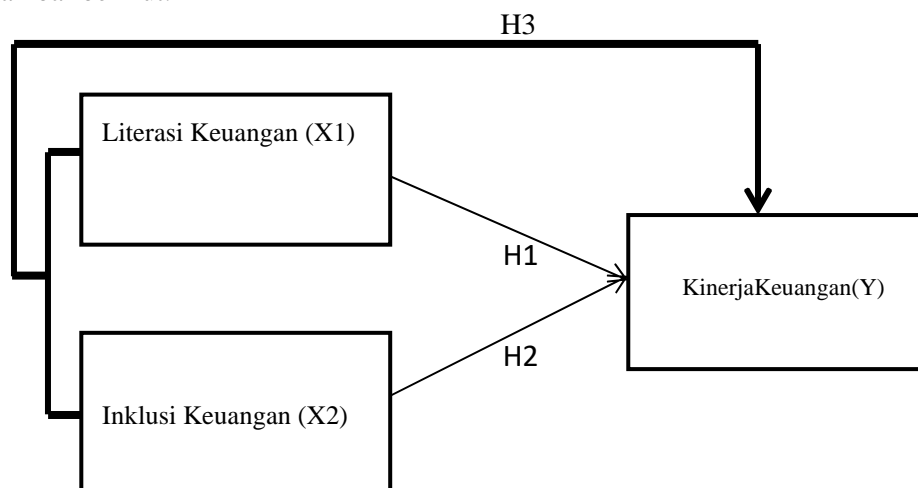 H3
Literasi Keuangan (X1)
H1
KinerjaKeuangan(Y)
H2
Inklusi Keuangan (X2)